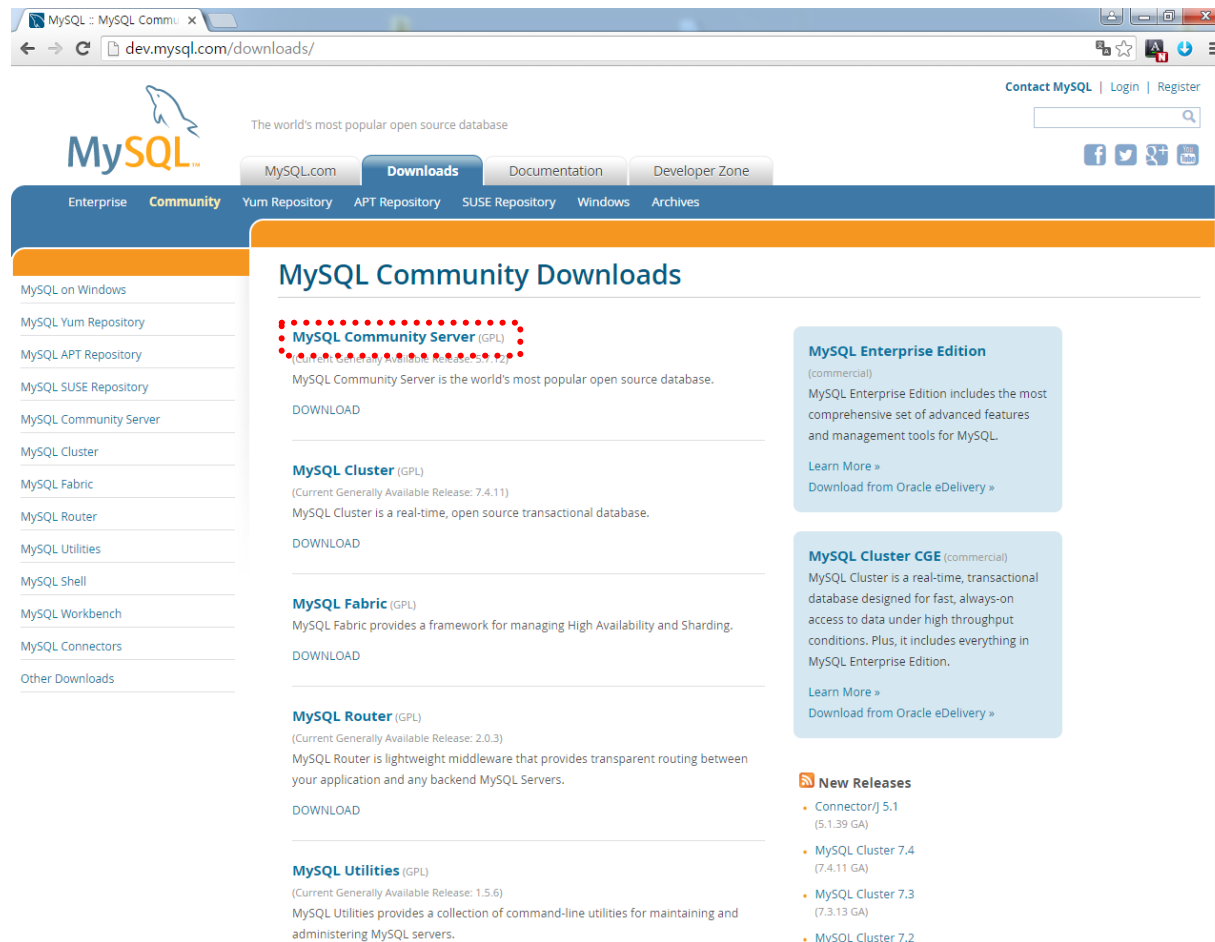 MySQL :: MySQL Commu
dev.mysql.com/downloads/
Contact MySQL | Login | Register
The world's most popular open source database
MySQL™
MySQL.com
Downloads
Documentation
Developer Zone
Enterprise Community Yum Repository APT Repository SUSE Repository Windows Archives
MySQL on Windows
MySQL Yum Repository
MySQL APT Repository
MySQL SUSE Repository
MySQL Community Server
MySQL Cluster
MySQL Fabric
MySQL Router
MySQL Utilities
MySQL Shell
MySQL Workbench
MySQL Connectors
Other Downloads
MySQL Community Downloads
MySQL Community Server (GPL)
(Current Generally Available Release: 5.7.12)
MySQL Community Server is the world's most popular open source database.
DOWNLOAD
MySQL Cluster (GPL)
(Current Generally Available Release: 7.4.11)
MySQL Cluster is a real-time, open source transactional database.
DOWNLOAD
MySQL Fabric (GPL)
MySQL Fabric provides a framework for managing High Availability and Sharding.
DOWNLOAD
MySQL Router (GPL)
(Current Generally Available Release: 2.0.3)
MySQL Router is lightweight middleware that provides transparent routing between
your application and any backend MySQL Servers.
DOWNLOAD
MySQL Utilities (GPL)
(Current Generally Available Release: 1.5.6)
MySQL Utilities provides a collection of command-line utilities for maintaining and
administering MySQL servers.
MySQL Enterprise Edition
(commercial)
MySQL Enterprise Edition includes the most
comprehensive set of advanced features
and management tools for MySQL.
Learn More »
Download from Oracle eDelivery »
MySQL Cluster CGE (commercial)
MySQL Cluster is a real-time, transactional
database designed for fast, always-on
access to data under high throughput
conditions. Plus, it includes everything in
MySQL Enterprise Edition.
Learn More »
Download from Oracle eDelivery »
New Releases
Connector/J 5.1
(5.1.39 GA)
MySQL Cluster 7.4
(7.4.11 GA)
MySQL Cluster 7.3
(7.3.13 GA)
MySQL Cluster 7.2